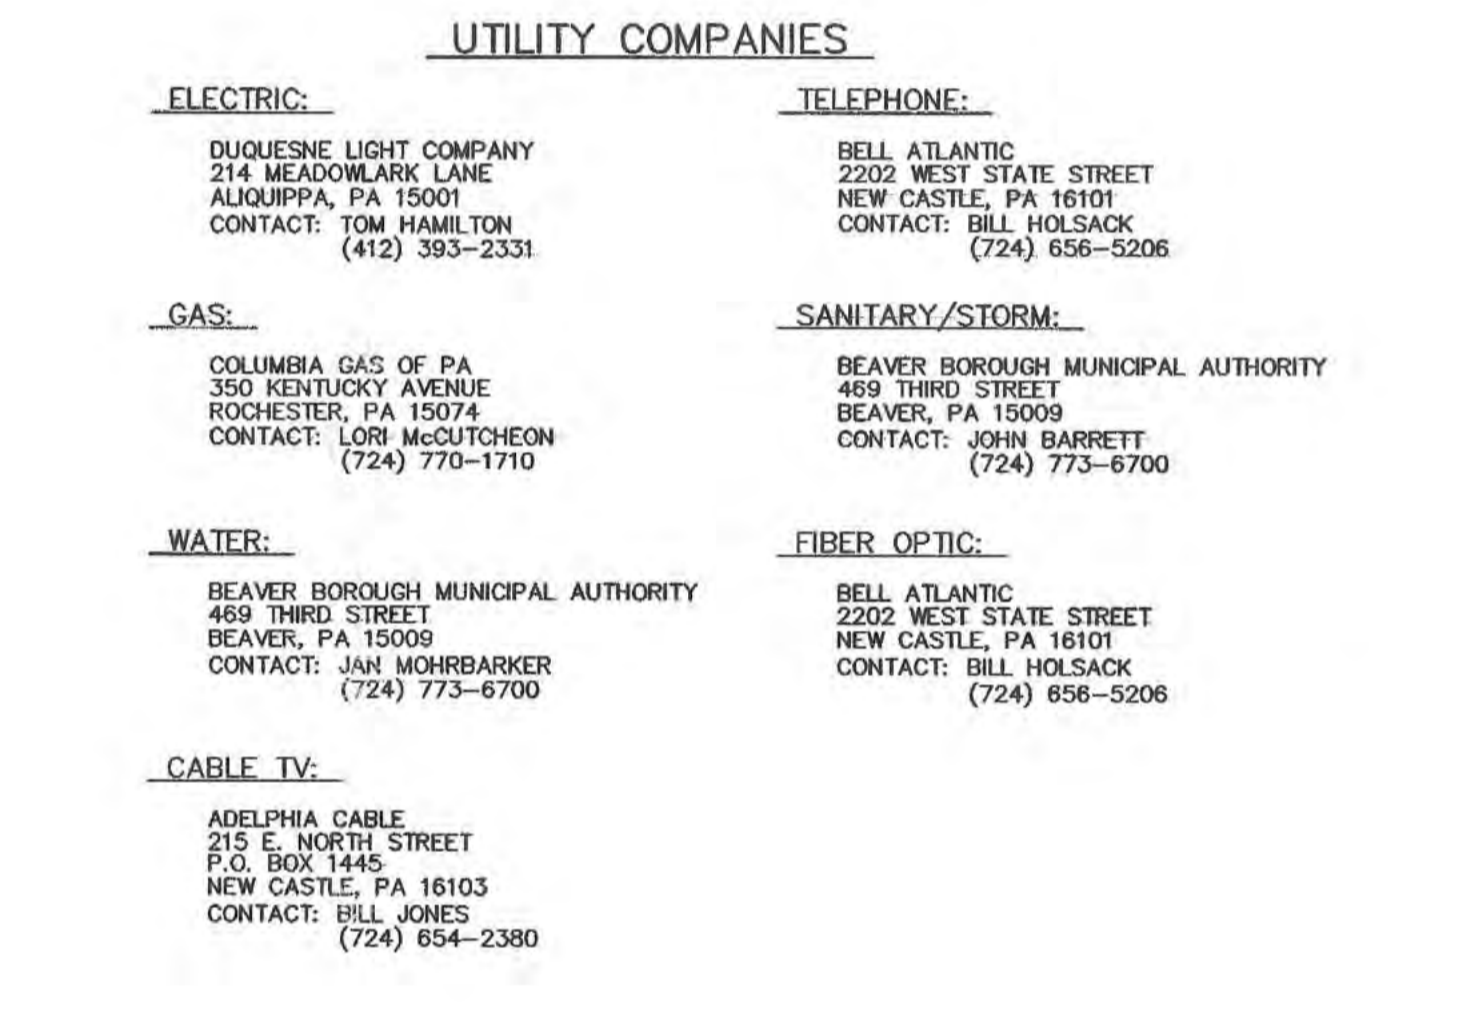 UTILITY COMPANIES
ELECTRIC:
DUQUESNE LIGHT COMPANY
214 MEADOWLARK LANE
ALIQUIPPA, PA 15001
CONTACT: TOM HAMILTON
(412) 393-2331
GAS:
COLUMBIA GAS OF PA
350 KENTUCKY AVENUE
ROCHESTER, PA 15074
CONTACT: LORI McCUTCHEON
(724) 770-1710
WATER:
BEAVER BOROUGH MUNICIPAL AUTHORITY
469 THIRD STREET
BEAVER, PA 15009
CONTACT: JAN MOHRBARKER
(724) 773-6700
CABLE TV:
ADELPHIA CABLE
215 E. NORTH STREET
P.O. BOX 1445
NEW CASTLE, PA 16103
CONTACT: BILL JONES
(724) 654-2380
TELEPHONE:
BELL ATLANTIC
2202 WEST STATE STREET
NEW CASTLE, PA 16101
CONTACT: BILL HOLSACK
(724) 656-5206
SANITARY/STORM:
BEAVER BOROUGH MUNICIPAL AUTHORITY
469 THIRD STREET
BEAVER, PA 15009
CONTACT: JOHN BARRETT
(724) 773-6700
FIBER OPTIC:
BELL ATLANTIC
2202 WEST STATE STREET
NEW CASTLE, PA 16101
CONTACT: BILL HOLSACK
(724) 656-5206